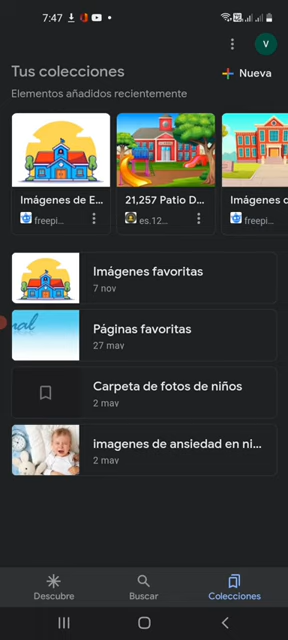 7:47
V
Tus colecciones
Nueva
Elementos añadidos recientemente
Imágenes de E...
21,257 Patio D...
Imágenes d
freepi...
es.12...
freepi
Imágenes favoritas
7 nov
Páginas favoritas
27 may
Carpeta de fotos de niños
2 may
imagenes de ansiedad en ni...
2 may
Descubre
Buscar
Colecciones